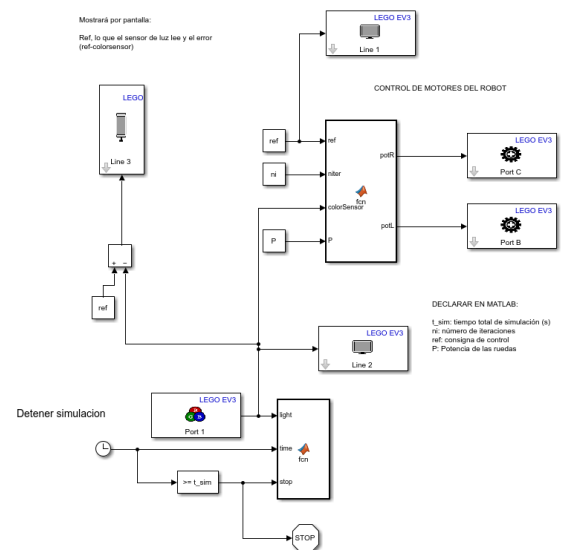 Mostrará por pantalla:
Ref, lo que el sensor de luz lee y el error
(ref-colorsensor)
LEGO EV3
Line 1
CONTROL DE MOTORES DEL ROBOT
LEGO
Line 3
ref
ni
P
ref
niter
colorSensor
P
fcn
potR
potL
LEGO EV3
Port C
LEGO EV3
Port B
+ −
ref
DECLARAR EN MATLAB:
t_sim: tiempo total de simulación (s)
ni: número de iteraciones
ref: consigna de control
P: Potencia de las ruedas
LEGO EV3
Line 2
Detener simulacion
LEGO EV3
R
G B
Port 1
light
time
stop
fcn
>= t_sim
STOP